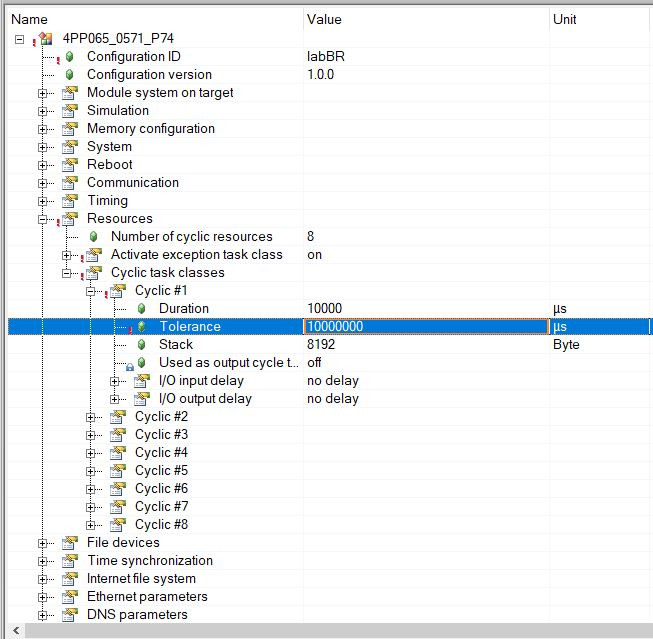 Name Value Unit
4PP065_0571_P74
Configuration ID labBR
Configuration version 1.0.0
Module system on target
Simulation
Memory configuration
System
Reboot
Communication
Timing
Resources
Number of cyclic resources 8
Activate exception task class on
Cyclic task classes
Cyclic #1
Duration 10000 µs
Tolerance 10000000 µs
Stack 8192 Byte
Used as output cycle t... off
I/O input delay no delay
I/O output delay no delay
Cyclic #2
Cyclic #3
Cyclic #4
Cyclic #5
Cyclic #6
Cyclic #7
Cyclic #8
File devices
Time synchronization
Internet file system
Ethernet parameters
DNS parameters